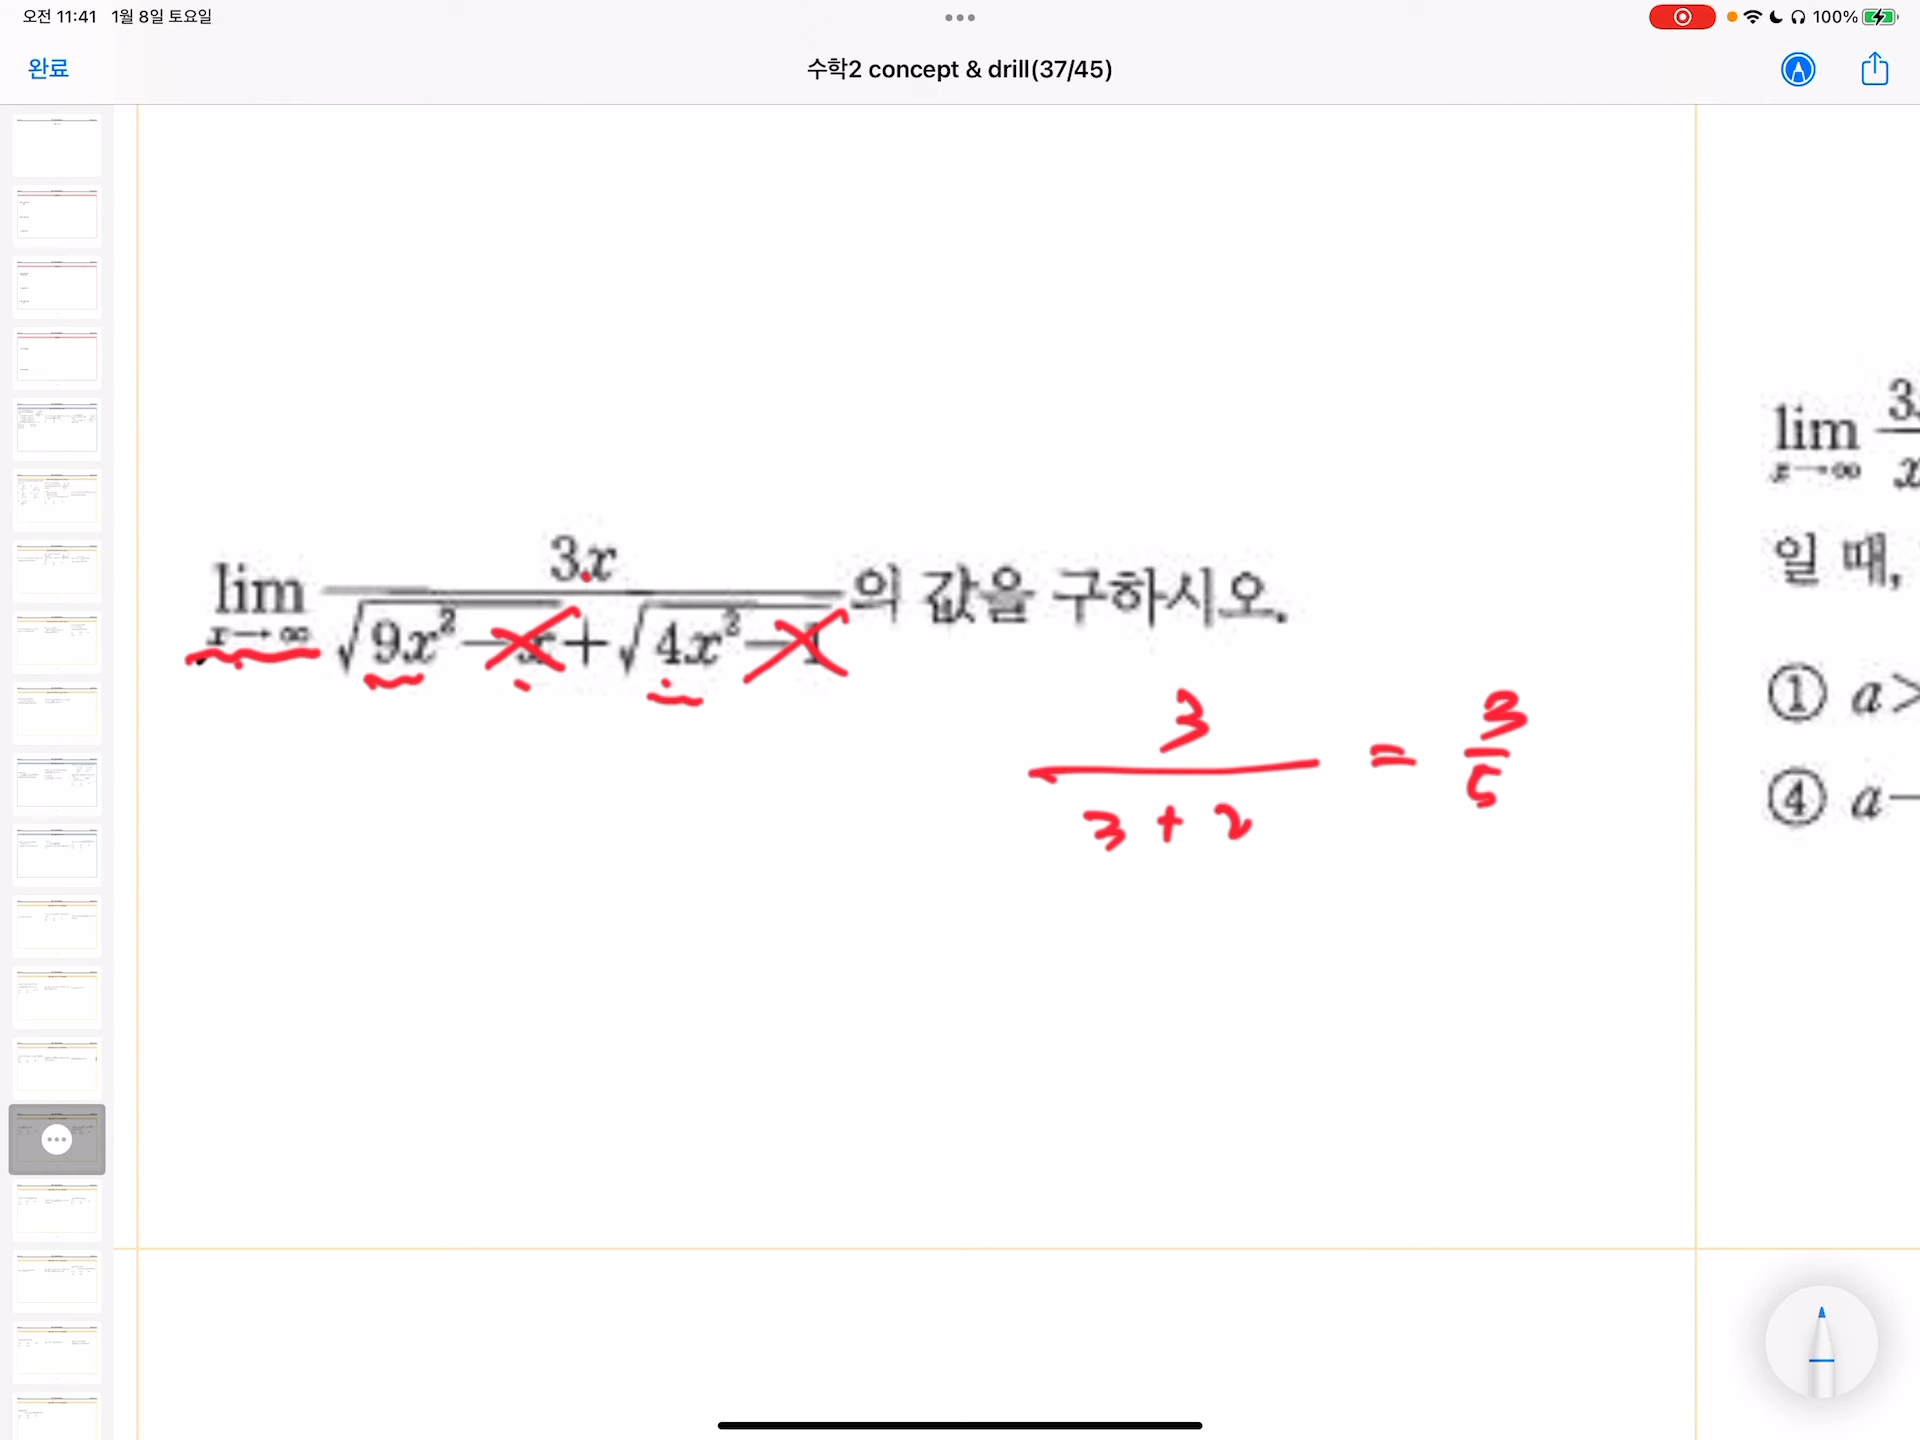 오전 11:41 1월 8일 토요일
100%
완료
수학2 concept & drill(37/45)
lim x→∞ 3x / (√(9x² − x) + √(4x² − 1)) 의 값을 구하시오.
3 / (3 + 2) = 3/5
lim x→∞ 3 / x
일 때,
① a>
④ a−